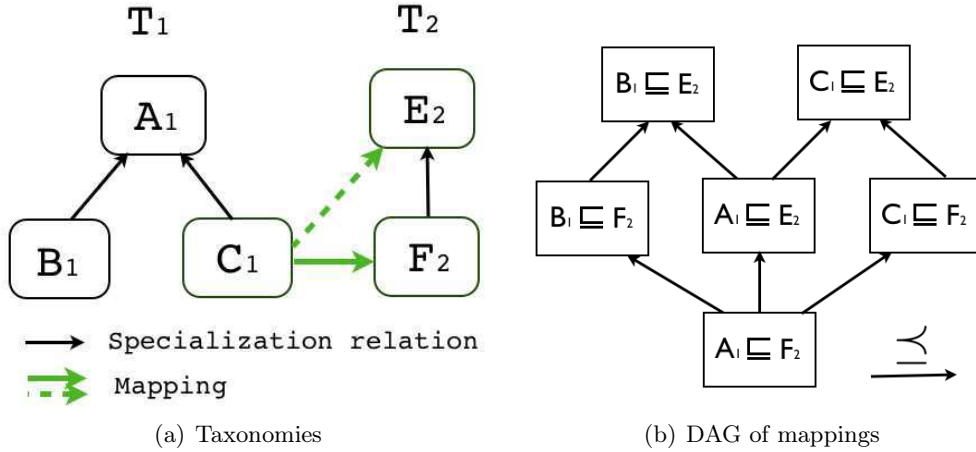 T1 T2
A1 E2
B1 C1 F2
Specialization relation
Mapping
(a) Taxonomies
B1 ⊑ E2 C1 ⊑ E2
B1 ⊑ F2 A1 ⊑ E2 C1 ⊑ F2
A1 ⊑ F2 ⪯
(b) DAG of mappings